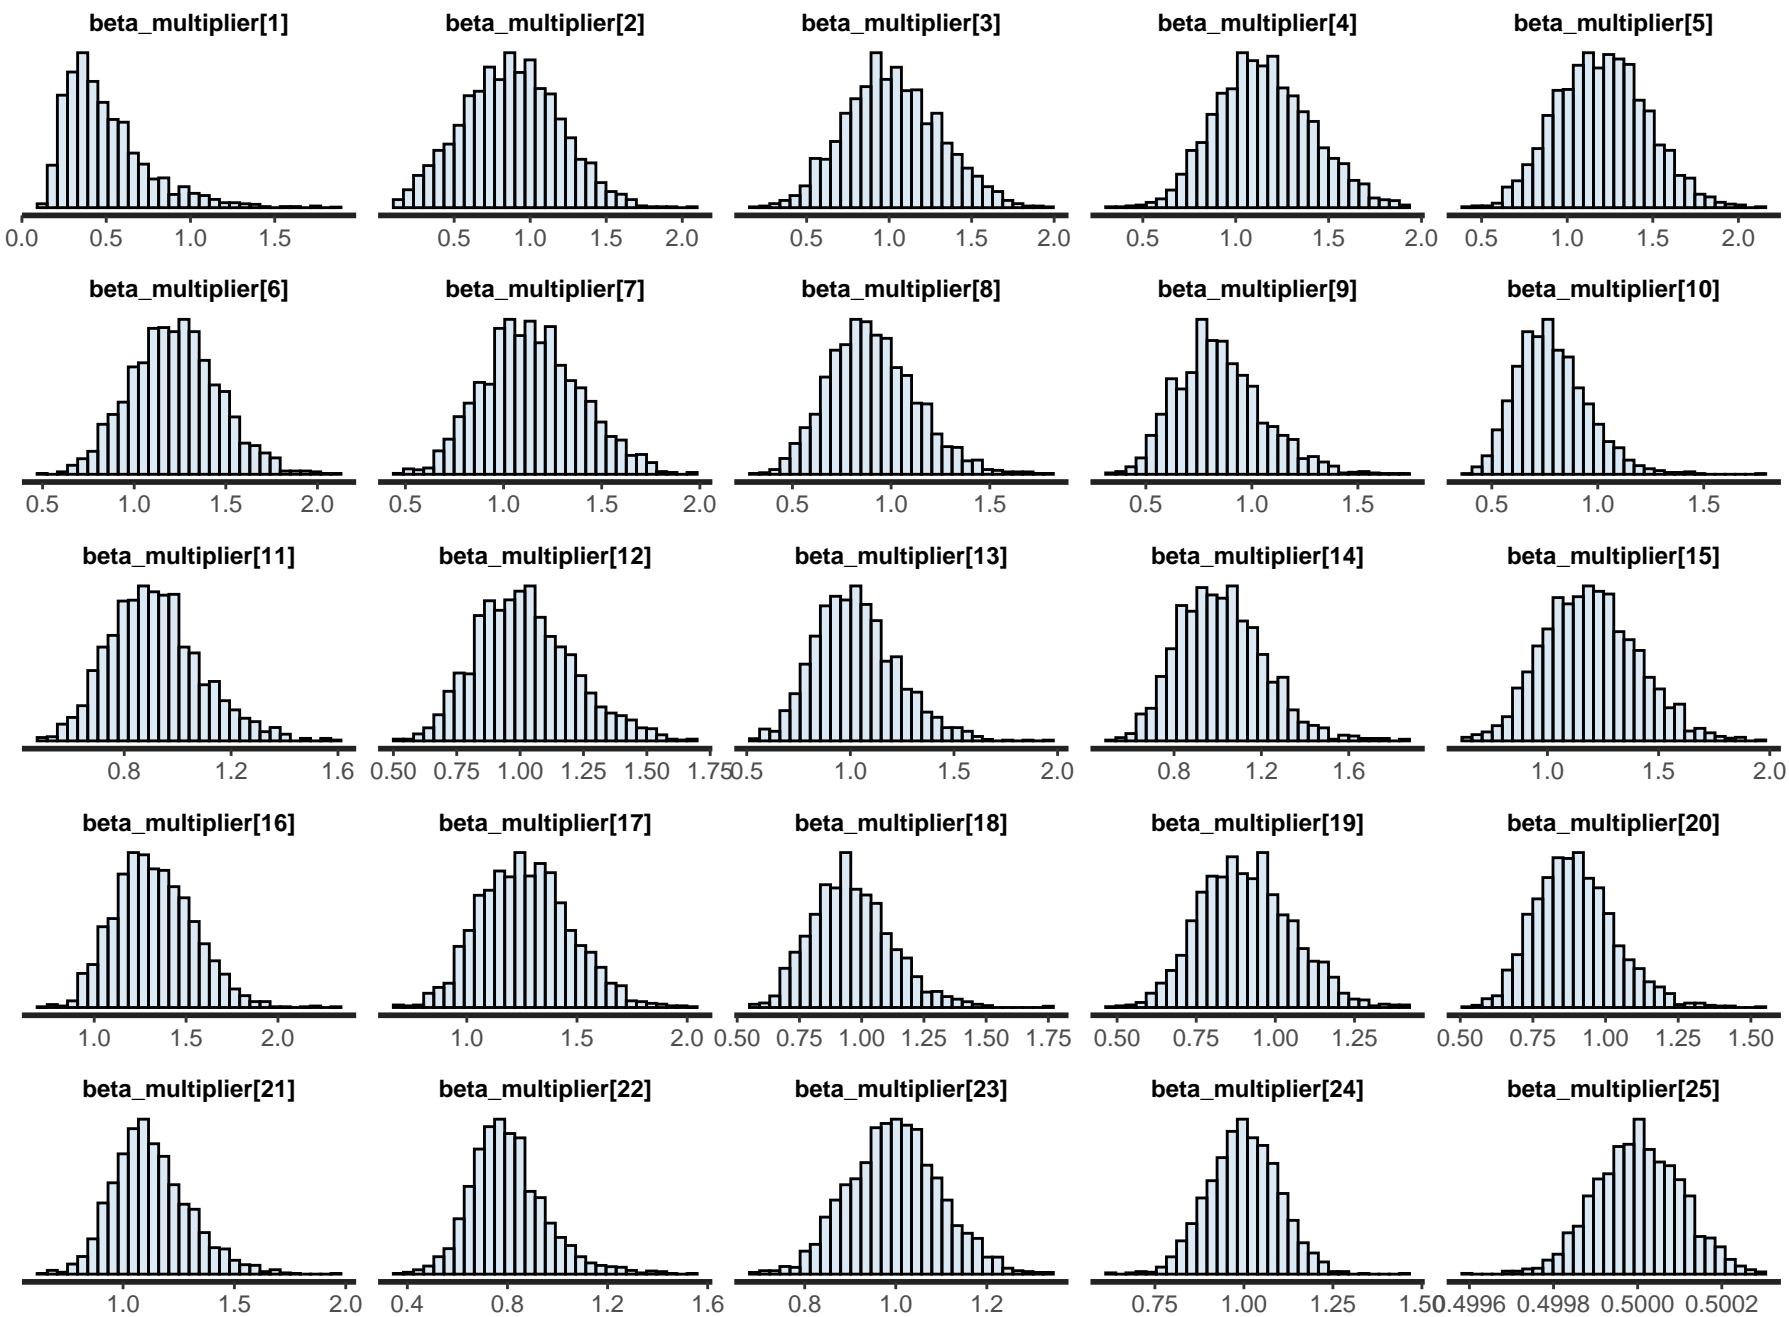 beta_multiplier[1] beta_multiplier[2] beta_multiplier[3] beta_multiplier[4] beta_multiplier[5]
0.0 0.5 1.0 1.5 0.5 1.0 1.5 2.0 0.5 1.0 1.5 2.0 0.5 1.0 1.5 2.0 0.5 1.0 1.5 2.0
beta_multiplier[6] beta_multiplier[7] beta_multiplier[8] beta_multiplier[9] beta_multiplier[10]
0.5 1.0 1.5 2.0 0.5 1.0 1.5 2.0 0.5 1.0 1.5 0.5 1.0 1.5 0.5 1.0 1.5
beta_multiplier[11] beta_multiplier[12] beta_multiplier[13] beta_multiplier[14] beta_multiplier[15]
0.8 1.2 1.6 0.50 0.75 1.00 1.25 1.50 1.75 0.5 1.0 1.5 2.0 0.8 1.2 1.6 1.0 1.5 2.0
beta_multiplier[16] beta_multiplier[17] beta_multiplier[18] beta_multiplier[19] beta_multiplier[20]
1.0 1.5 2.0 1.0 1.5 2.0 0.50 0.75 1.00 1.25 1.50 1.75 0.50 0.75 1.00 1.25 0.50 0.75 1.00 1.25 1.50
beta_multiplier[21] beta_multiplier[22] beta_multiplier[23] beta_multiplier[24] beta_multiplier[25]
1.0 1.5 2.0 0.4 0.8 1.2 1.6 0.8 1.0 1.2 0.75 1.00 1.25 1.50 0.4996 0.4998 0.5000 0.5002